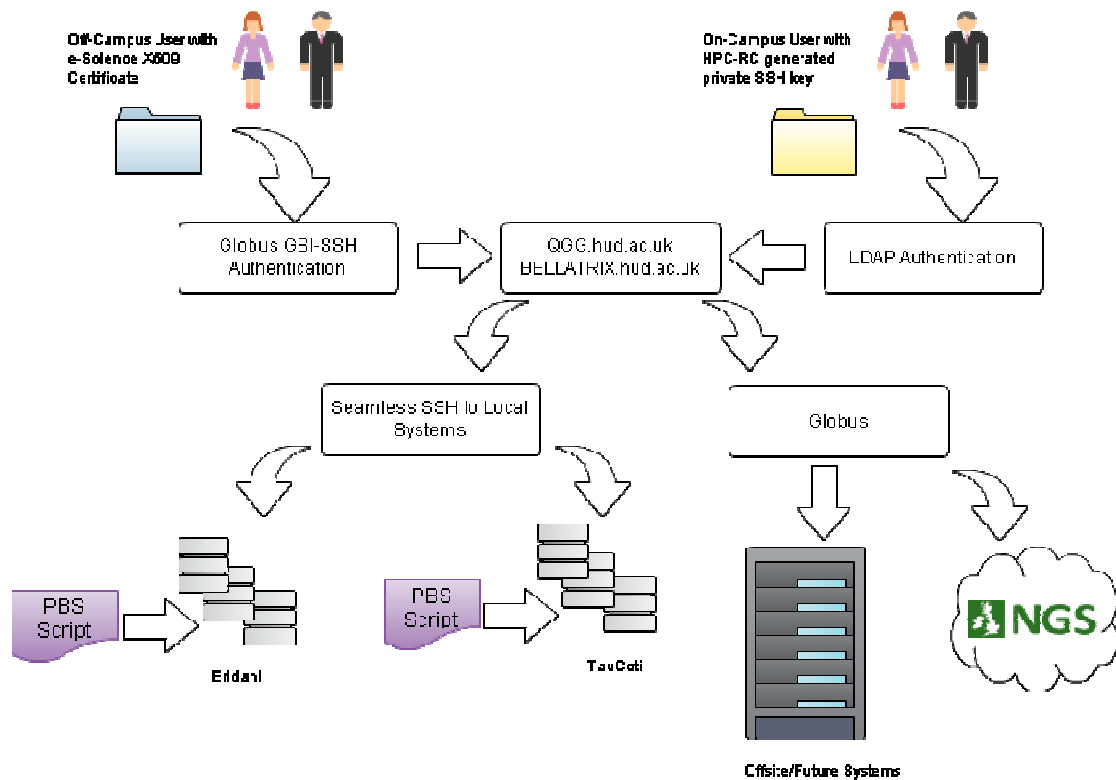 Off-Campus User with
e-Science X509
Certificate
On-Campus User with
HPC-RC generated
private SSH key
Globus GSI-SSH
Authentication
QGG.hud.ac.uk
BELLATRIX.hud.ac.uk
LDAP Authentication
Seamless SSH to Local
Systems
Globus
PBS
Script
Eridani
PBS
Script
TauCeti
NGS
Offsite/Future Systems